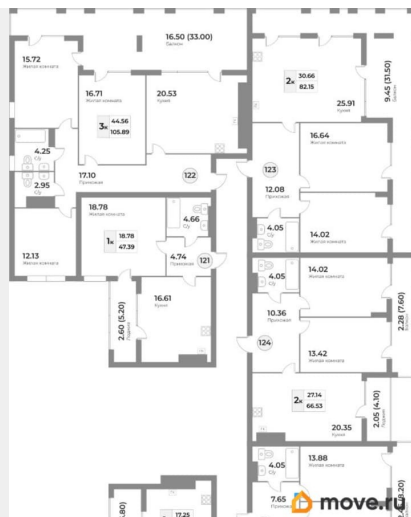 16.50 (33.00)
Балкон
15.72
Жилая комната
16.71
Жилая комната
20.53
Кухня
3к 44.56
105.89
4.25
С/у
2.95
С/у
17.10
Прихожая
122
12.13
Жилая комната
18.78
Жилая комната
1к 18.78
47.39
4.66
С/у
4.74
Прихожая
121
16.61
Кухня
2.60 (5.20)
Лоджия
2к 30.66
82.15
25.91
Кухня
9.45 (31.50)
Балкон
16.64
Жилая комната
123
12.08
Прихожая
4.05
С/у
14.02
Жилая комната
4.05
С/у
14.02
Жилая комната
2.28 (7.60)
Балкон
10.36
Прихожая
124
13.42
Жилая комната
2к 27.14
66.53
20.35
Кухня
2.05 (4.10)
Лоджия
4.05
С/у
13.88
Жилая комната
7.65
Прихожая
17.25
move.ru